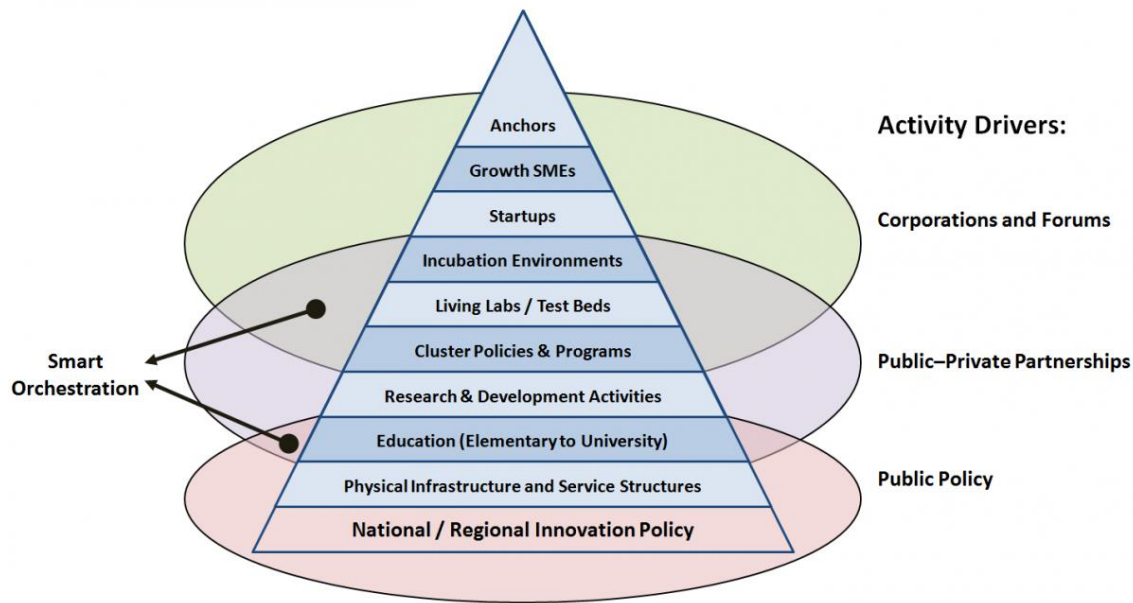 Anchors
Growth SMEs
Startups
Incubation Environments
Living Labs / Test Beds
Cluster Policies & Programs
Research & Development Activities
Education (Elementary to University)
Physical Infrastructure and Service Structures
National / Regional Innovation Policy
Smart
Orchestration
Activity Drivers:
Corporations and Forums
Public–Private Partnerships
Public Policy